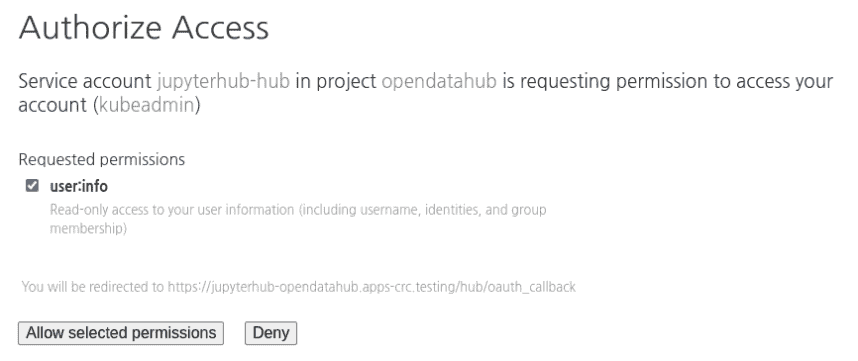 Authorize Access
Service account jupyterhub-hub in project opendatahub is requesting permission to access your
account (kubeadmin)
Requested permissions
user:info
Read-only access to your user information (including username, identities, and group
membership)
You will be redirected to https://jupyterhub-opendatahub.apps-crc.testing/hub/oauth_callback
Allow selected permissions Deny